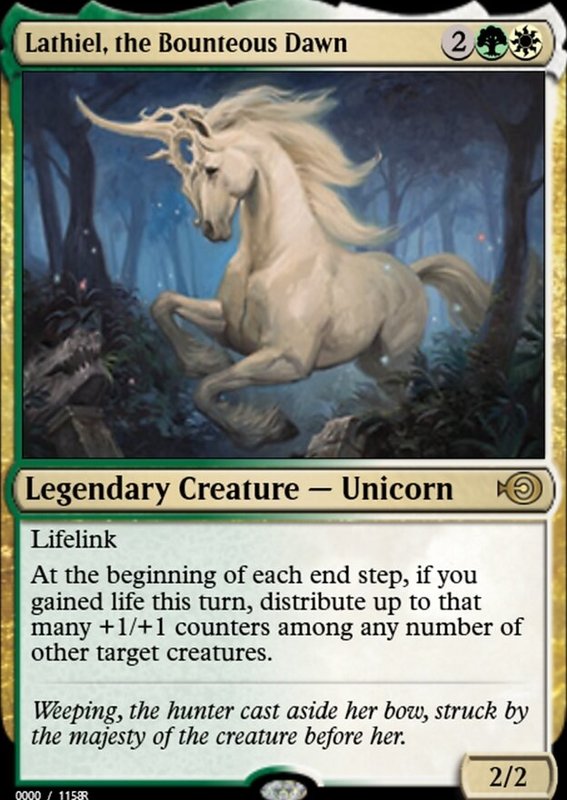 Lathiel, the Bounteous Dawn 2
Legendary Creature — Unicorn
Lifelink
At the beginning of each end step, if you
gained life this turn, distribute up to that
many +1/+1 counters among any number of
other target creatures.
Weeping, the hunter cast aside her bow, struck by
the majesty of the creature before her.
2/2
0000 / 1158R